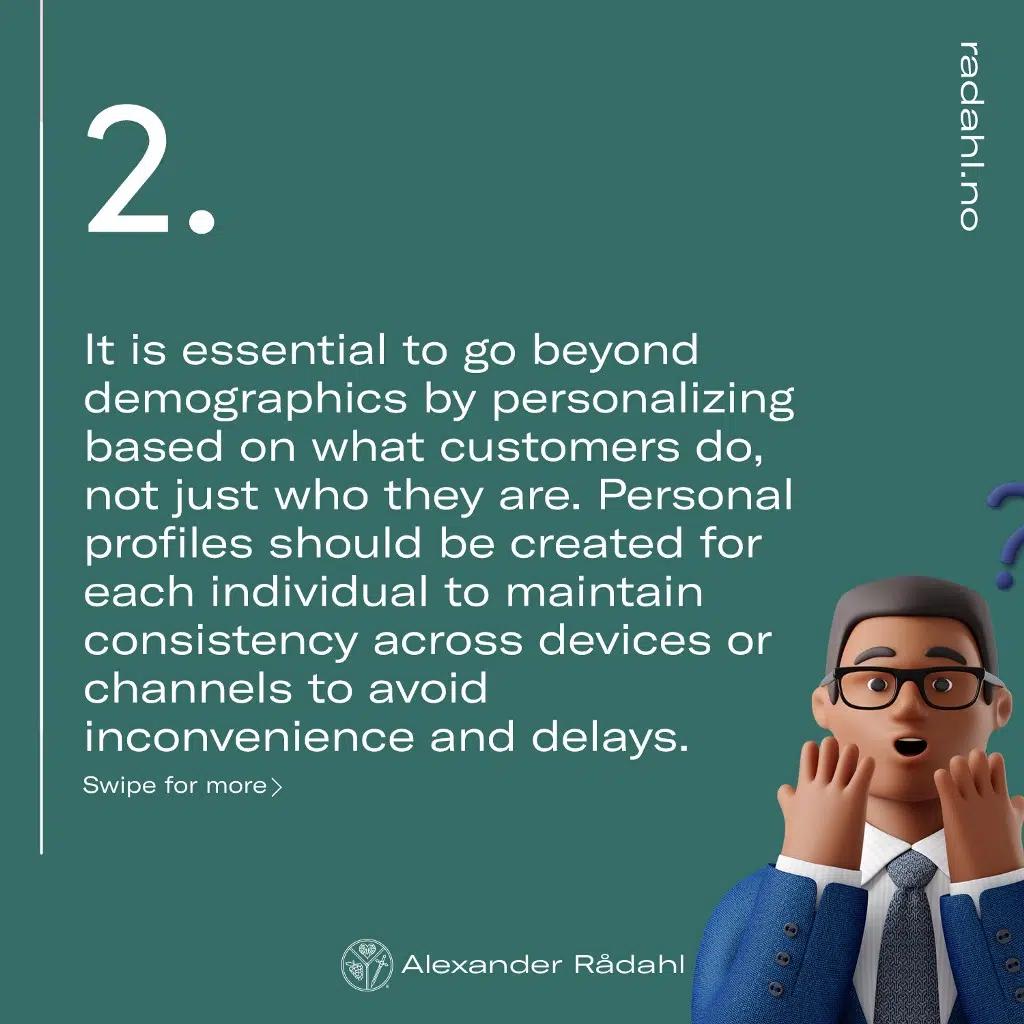 radahl.no
2.
It is essential to go beyond
demographics by personalizing
based on what customers do,
not just who they are. Personal
profiles should be created for
each individual to maintain
consistency across devices or
channels to avoid
inconvenience and delays.
Swipe for more
Alexander Rådahl